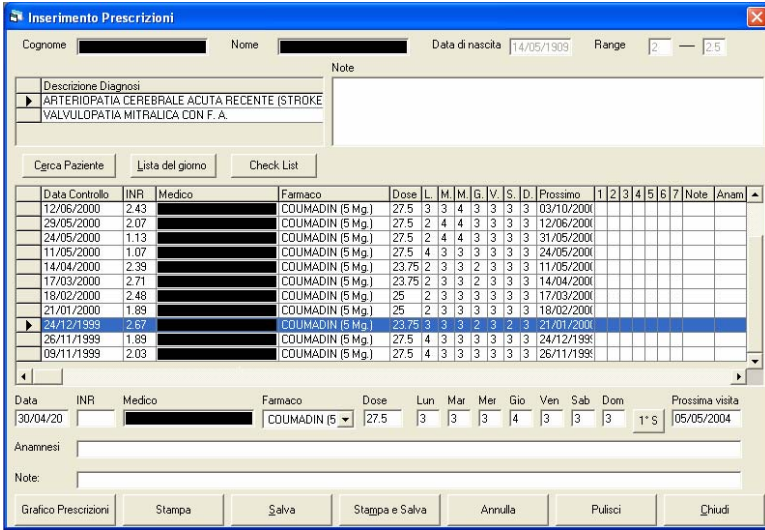 Inserimento Prescrizioni
Cognome Nome Data di nascita 14/05/1909 Range 2 — 2.5
Note
Descrizione Diagnosi
ARTERIOPATIA CEREBRALE ACUTA RECENTE (STROKE
VALVULOPATIA MITRALICA CON F. A.
Cerca Paziente Lista del giorno Check List
Data Controllo INR Medico Farmaco Dose L. M. M. G. V. S. D. Prossimo 1 2 3 4 5 6 7 Note Anam
12/06/2000 2.43 COUMADIN (5 Mg.) 27.5 3 3 4 3 3 3 3 03/10/200
29/05/2000 2.07 COUMADIN (5 Mg.) 27.5 2 4 4 3 3 3 3 12/06/200
24/05/2000 1.13 COUMADIN (5 Mg.) 27.5 2 4 4 3 3 3 3 31/05/200
11/05/2000 1.07 COUMADIN (5 Mg.) 27.5 4 3 3 3 3 3 3 24/05/200
14/04/2000 2.39 COUMADIN (5 Mg.) 23.75 2 3 3 2 3 3 3 11/05/200
17/03/2000 2.71 COUMADIN (5 Mg.) 23.75 2 3 3 2 3 3 3 14/04/200
18/02/2000 2.48 COUMADIN (5 Mg.) 25 2 3 3 3 3 3 3 17/03/200
21/01/2000 1.89 COUMADIN (5 Mg.) 25 2 3 3 3 3 3 3 18/02/200
24/12/1999 2.67 COUMADIN (5 Mg.) 23.75 3 3 3 2 3 2 3 21/01/200
26/11/1999 1.89 COUMADIN (5 Mg.) 27.5 4 3 3 3 3 3 3 24/12/199
09/11/1999 2.03 COUMADIN (5 Mg.) 27.5 4 3 3 3 3 3 3 26/11/199
Data INR Medico Farmaco Dose Lun Mar Mer Gio Ven Sab Dom Prossima visita
30/04/20 COUMADIN (5 27.5 3 3 3 4 3 3 3 1° S 05/05/2004
Anamnesi
Note:
Grafico Prescrizioni Stampa Salva Stampa e Salva Annulla Pulisci Chiudi